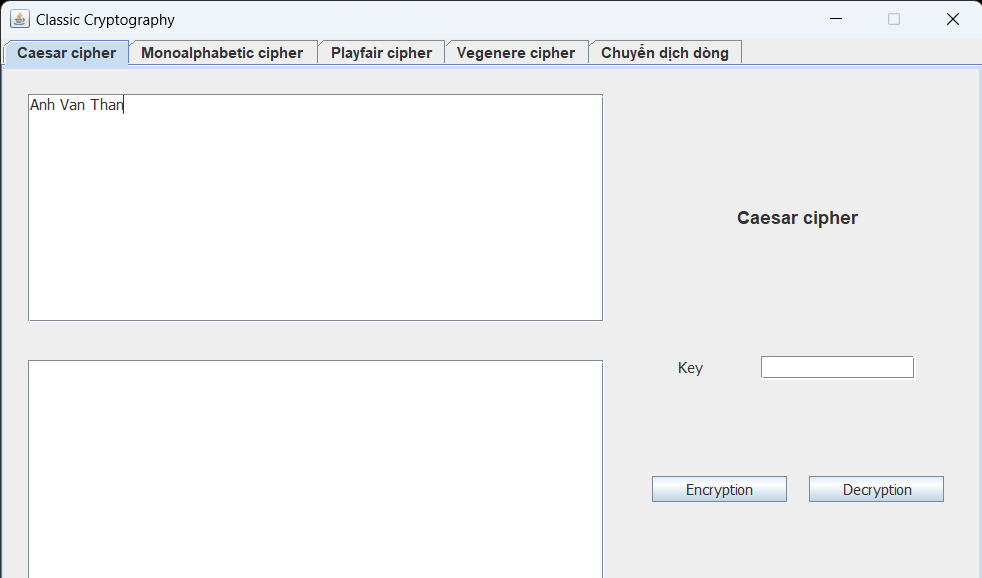 Classic Cryptography
Caesar cipher Monoalphabetic cipher Playfair cipher Vegenere cipher Chuyển dịch dòng
Anh Van Than
Caesar cipher
Key
Encryption Decryption